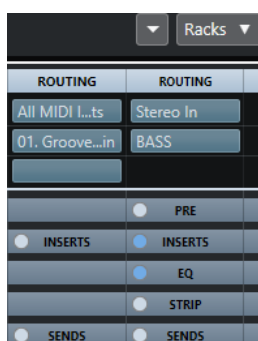 Racks
ROUTING ROUTING
All MIDI I...ts Stereo In
01. Groove...in BASS
PRE
INSERTS INSERTS
EQ
STRIP
SENDS SENDS